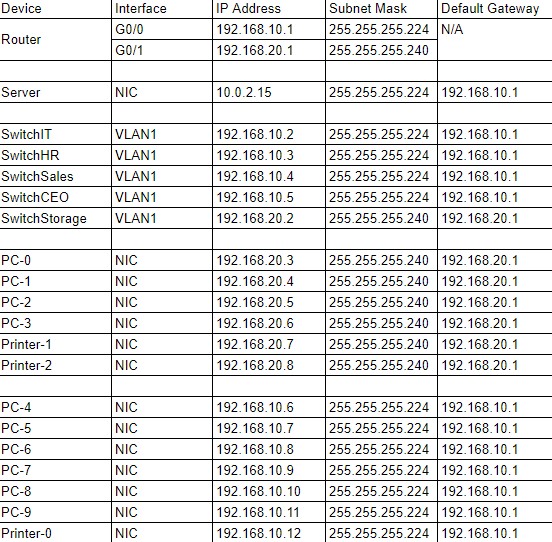 Device Interface IP Address Subnet Mask Default Gateway
Router G0/0 192.168.10.1 255.255.255.224 N/A
G0/1 192.168.20.1 255.255.255.240
Server NIC 10.0.2.15 255.255.255.224 192.168.10.1
SwitchIT VLAN1 192.168.10.2 255.255.255.224 192.168.10.1
SwitchHR VLAN1 192.168.10.3 255.255.255.224 192.168.10.1
SwitchSales VLAN1 192.168.10.4 255.255.255.224 192.168.10.1
SwitchCEO VLAN1 192.168.10.5 255.255.255.224 192.168.10.1
SwitchStorage VLAN1 192.168.20.2 255.255.255.240 192.168.20.1
PC-0 NIC 192.168.20.3 255.255.255.240 192.168.20.1
PC-1 NIC 192.168.20.4 255.255.255.240 192.168.20.1
PC-2 NIC 192.168.20.5 255.255.255.240 192.168.20.1
PC-3 NIC 192.168.20.6 255.255.255.240 192.168.20.1
Printer-1 NIC 192.168.20.7 255.255.255.240 192.168.20.1
Printer-2 NIC 192.168.20.8 255.255.255.240 192.168.20.1
PC-4 NIC 192.168.10.6 255.255.255.224 192.168.10.1
PC-5 NIC 192.168.10.7 255.255.255.224 192.168.10.1
PC-6 NIC 192.168.10.8 255.255.255.224 192.168.10.1
PC-7 NIC 192.168.10.9 255.255.255.224 192.168.10.1
PC-8 NIC 192.168.10.10 255.255.255.224 192.168.10.1
PC-9 NIC 192.168.10.11 255.255.255.224 192.168.10.1
Printer-0 NIC 192.168.10.12 255.255.255.224 192.168.10.1